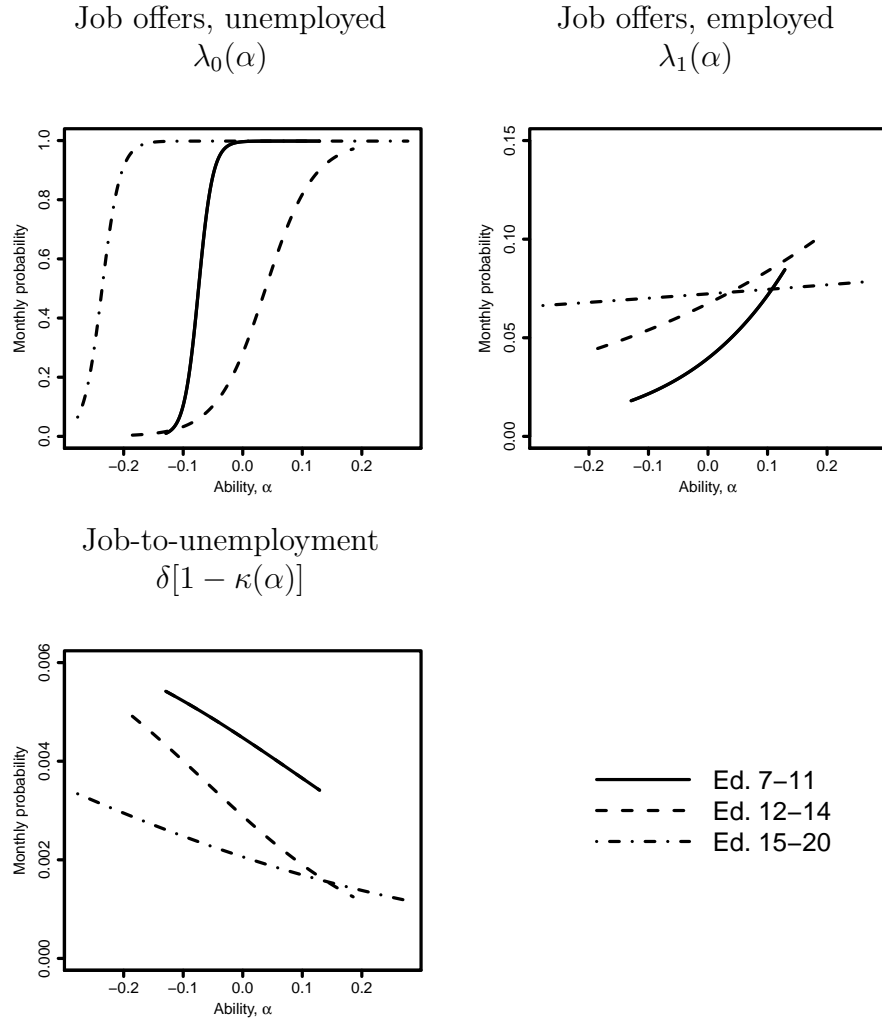 Job offers, unemployed
λ₀(α)
Monthly probability
0.0 0.2 0.4 0.6 0.8 1.0
−0.2 −0.1 0.0 0.1 0.2
Ability, α
Job offers, employed
λ₁(α)
Monthly probability
0.00 0.05 0.10 0.15
−0.2 −0.1 0.0 0.1 0.2
Ability, α
Job-to-unemployment
δ[1 − κ(α)]
Monthly probability
0.000 0.002 0.004 0.006
−0.2 −0.1 0.0 0.1 0.2
Ability, α
Ed. 7−11
Ed. 12−14
Ed. 15−20